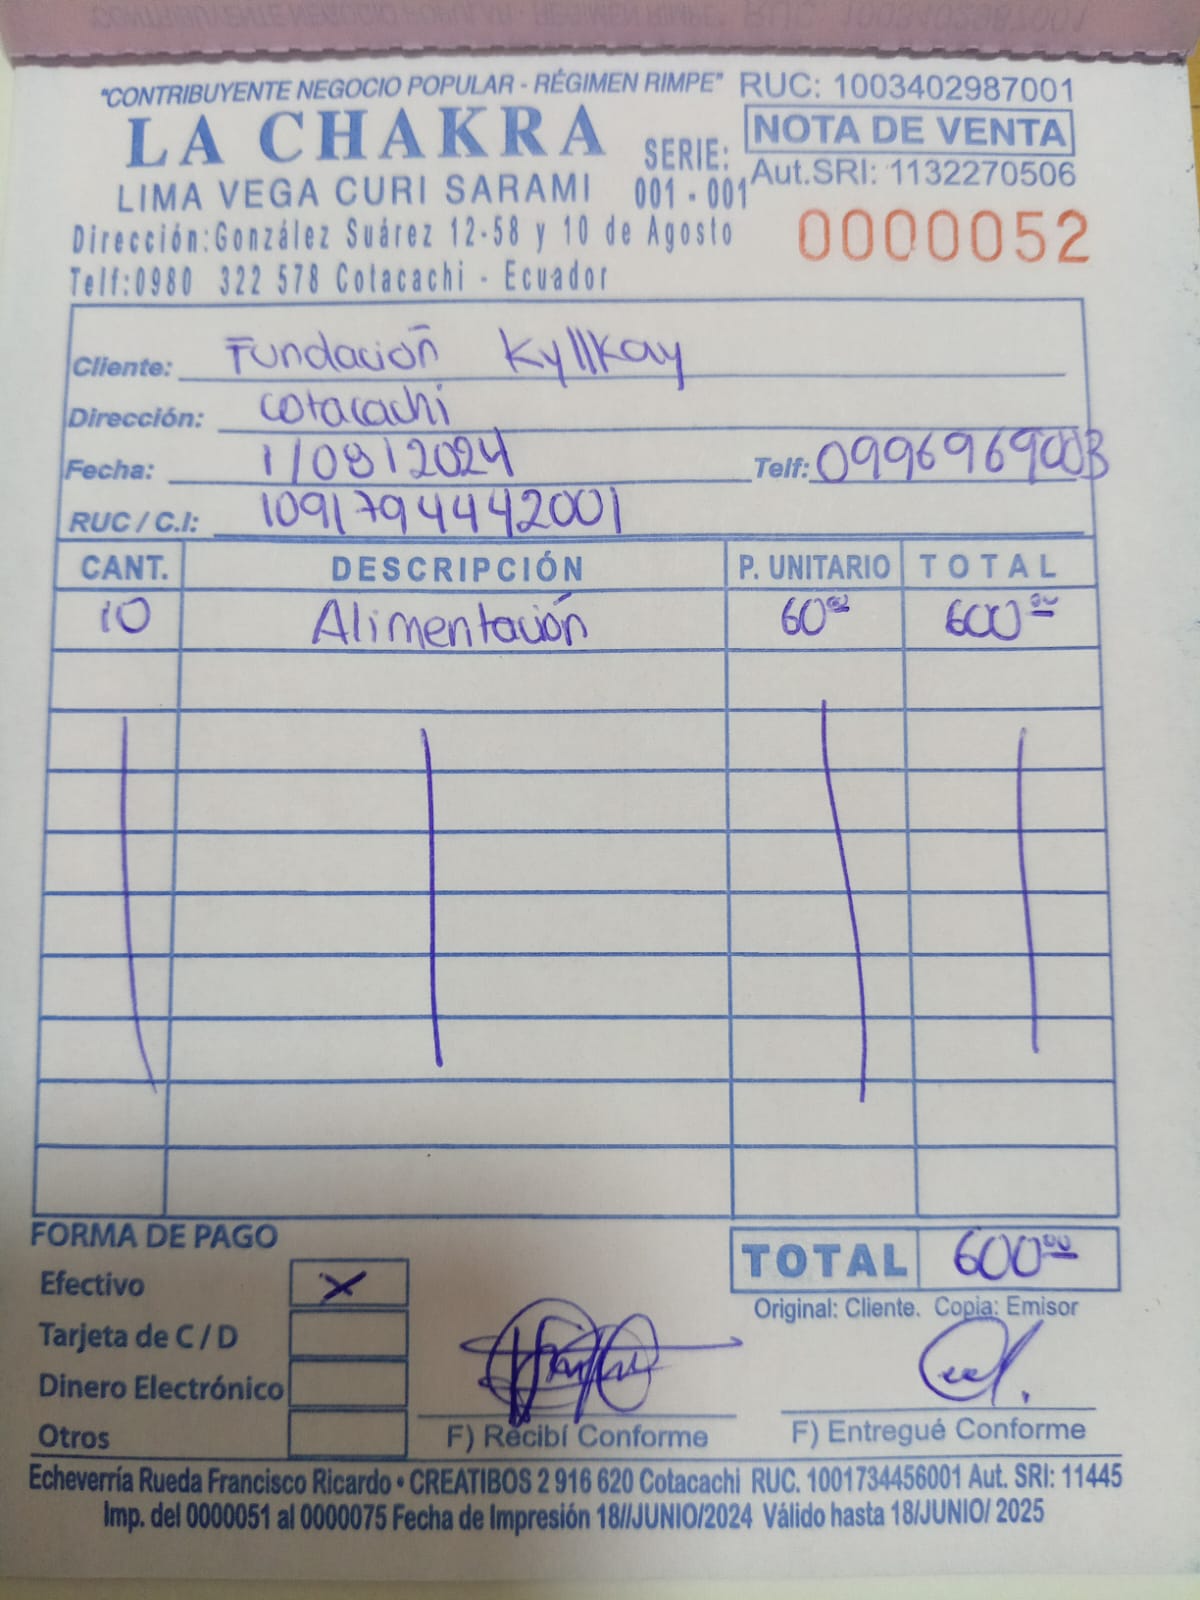 "CONTRIBUYENTE NEGOCIO POPULAR - RÉGIMEN RIMPE" RUC: 1003402987001
LA CHAKRA
NOTA DE VENTA
LIMA VEGA CURI SARAMI
SERIE:
001 - 001
Aut.SRI: 1132270506
Dirección:González Suárez 12-58 y 10 de Agosto
0000052
Telf:0980 322 578 Cotacachi - Ecuador
Cliente: Fundación Kyllkay
Dirección: cotacachi
Fecha: 1/08/2024 Telf:
RUC / C.I: 1091794442001
CANT. DESCRIPCIÓN P. UNITARIO TOTAL
10 Alimentación 60 00 600 00
FORMA DE PAGO
TOTAL 600 00
Efectivo X
Original: Cliente. Copia: Emisor
Tarjeta de C / D
Dinero Electrónico
Otros
F) Recibí Conforme F) Entregué Conforme
Echeverría Rueda Francisco Ricardo • CREATIBOS 2 916 620 Cotacachi RUC. 1001734456001 Aut. SRI: 11445
Imp. del 0000051 al 0000075 Fecha de Impresión 18//JUNIO/2024 Válido hasta 18/JUNIO/ 2025